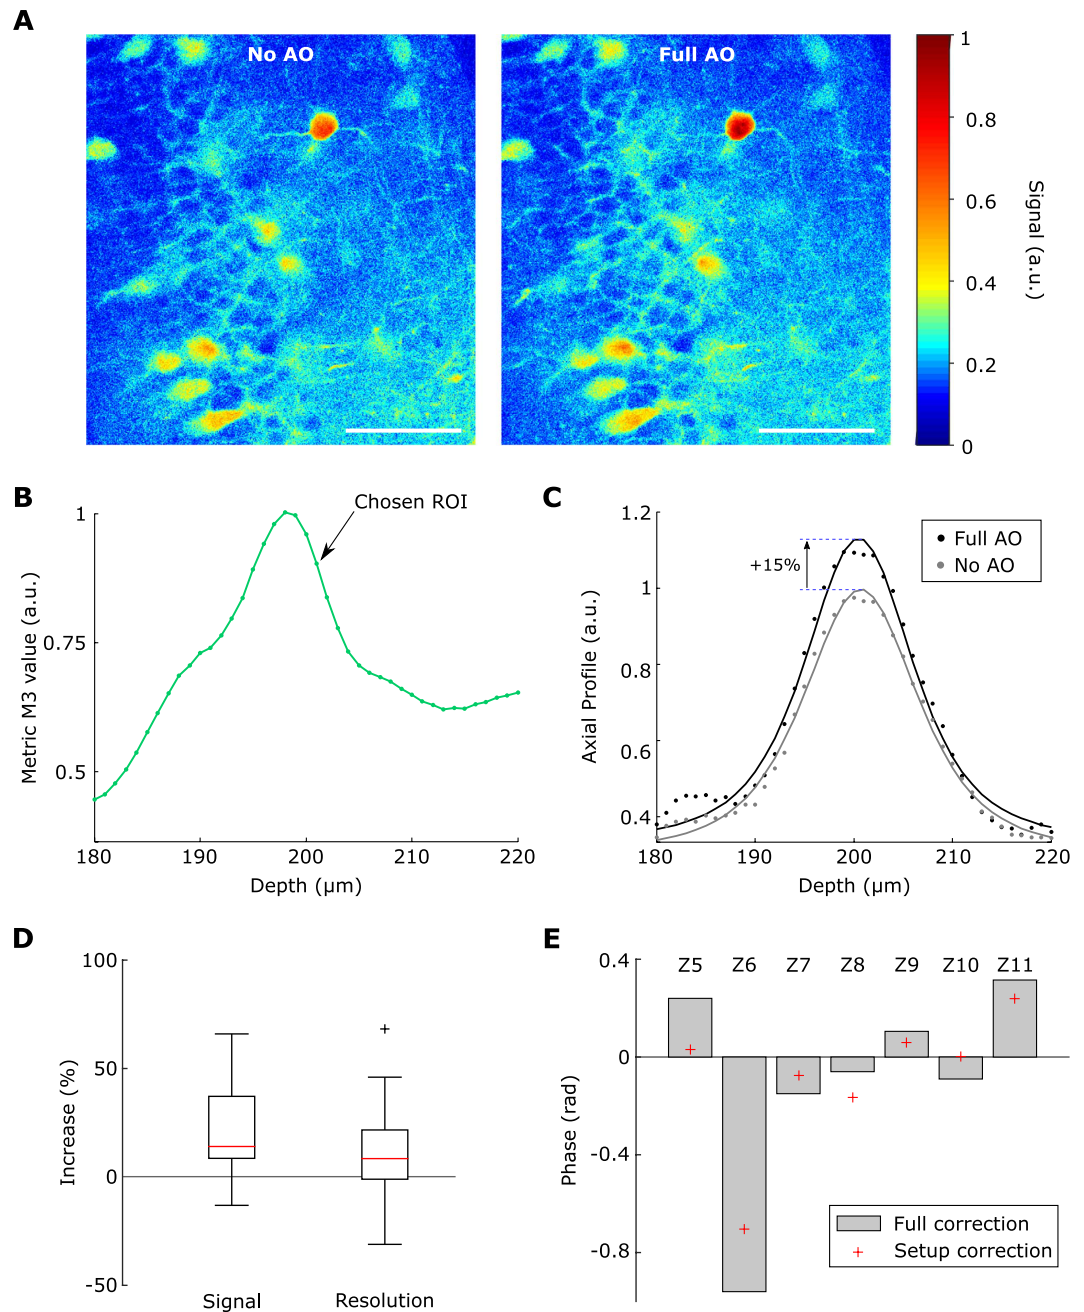 A
No AO
Full AO
1
0.8
0.6
0.4
0.2
0
Signal (a.u.)
B
Chosen ROI
1
0.75
0.5
Metric M3 value (a.u.)
180
190
200
210
220
Depth (µm)
C
1.2
1
0.8
0.6
0.4
Axial Profile (a.u.)
+15%
Full AO
No AO
180
190
200
210
220
Depth (µm)
D
100
50
0
-50
Increase (%)
Signal
Resolution
E
0.4
0
-0.4
-0.8
Phase (rad)
Z5 Z6 Z7 Z8 Z9 Z10 Z11
Full correction
Setup correction